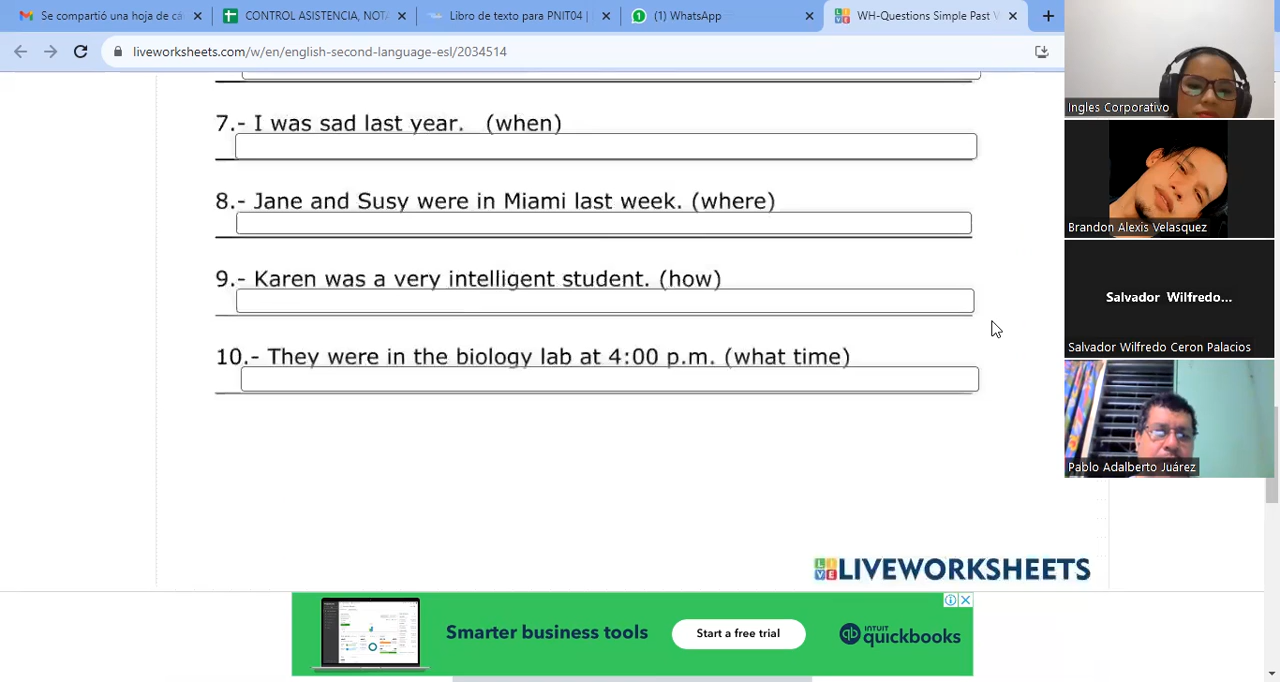 Se compartió una hoja de cá
CONTROL ASISTENCIA, NOTA
Libro de texto para PNIT04 |
(1) WhatsApp
WH-Questions Simple Past V
liveworksheets.com/w/en/english-second-language-esl/2034514
7.- I was sad last year. (when)
8.- Jane and Susy were in Miami last week. (where)
9.- Karen was a very intelligent student. (how)
10.- They were in the biology lab at 4:00 p.m. (what time)
LIVEWORKSHEETS
Smarter business tools
Start a free trial
INTUIT
quickbooks
Ingles Corporativo
Brandon Alexis Velasquez
Salvador Wilfredo...
Salvador Wilfredo Ceron Palacios
Pablo Adalberto Juárez